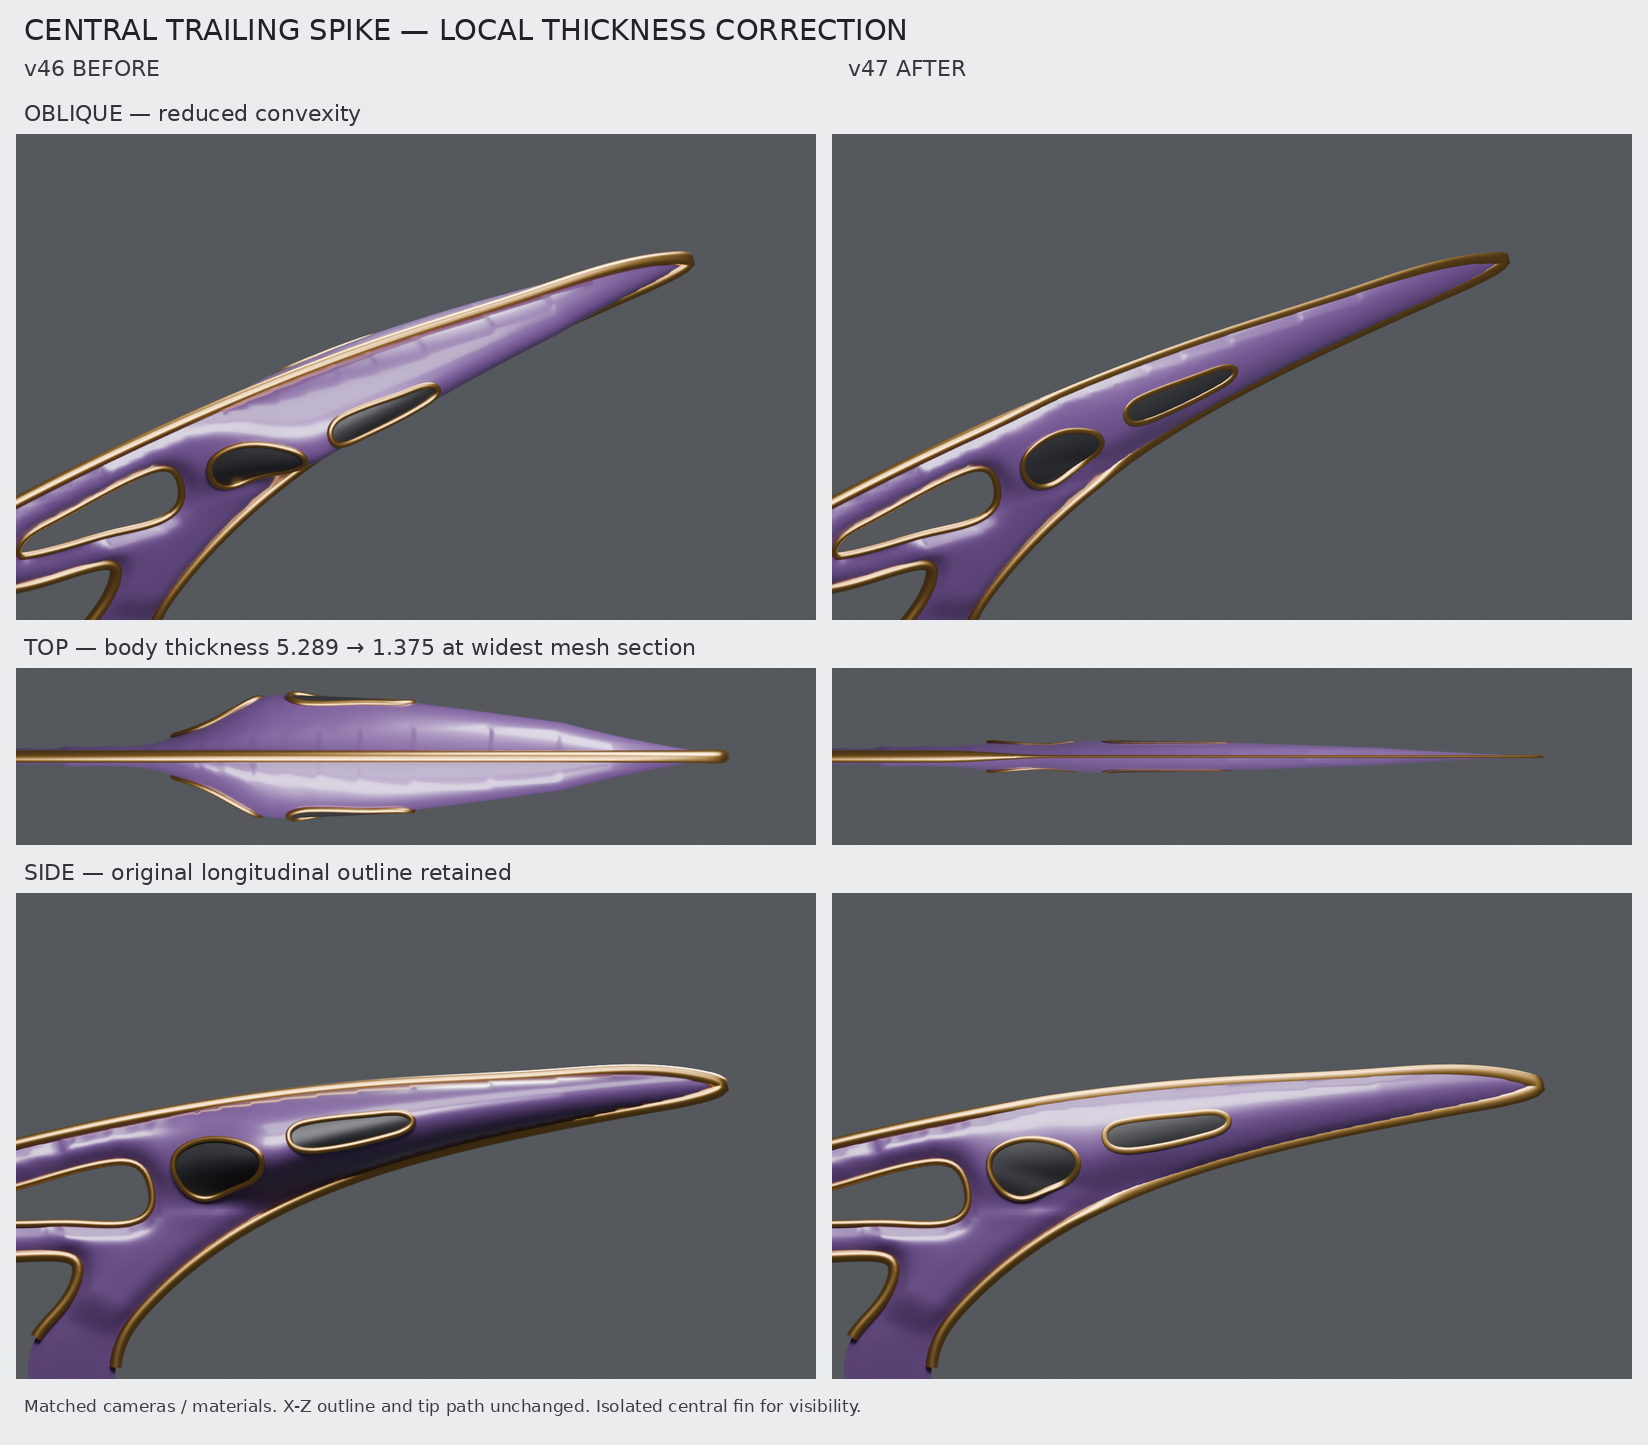 CENTRAL TRAILING SPIKE — LOCAL THICKNESS CORRECTION
v46 BEFORE
v47 AFTER
OBLIQUE — reduced convexity
TOP — body thickness 5.289 → 1.375 at widest mesh section
SIDE — original longitudinal outline retained
Matched cameras / materials. X-Z outline and tip path unchanged. Isolated central fin for visibility.